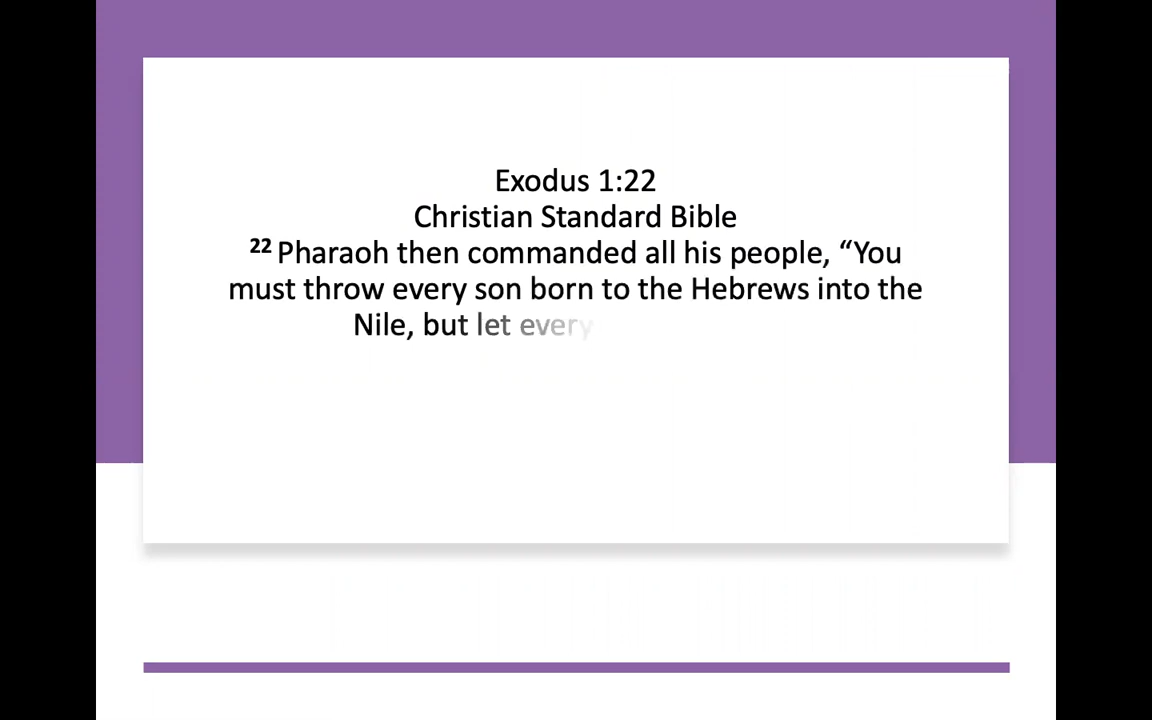 Exodus 1:22
Christian Standard Bible
22 Pharaoh then commanded all his people, “You
must throw every son born to the Hebrews into the
Nile, but let every